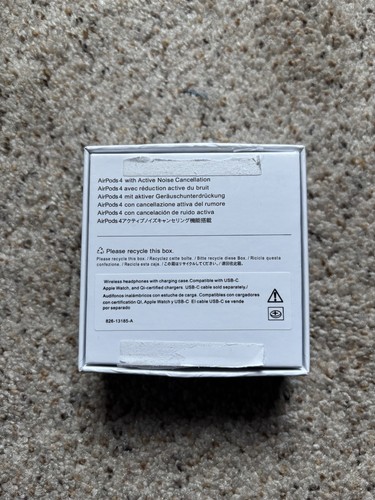 AirPods 4 with Active Noise Cancellation
AirPods 4 avec réduction active du bruit
AirPods 4 mit aktiver Geräuschunterdrückung
AirPods 4 con cancellazione attiva del rumore
AirPods 4 con cancelación de ruido activa
AirPods 4アクティブノイズキャンセリング機能搭載
Please recycle this box.
Please recycle this box. / Recyclez cette boîte. / Bitte recycle diese Box. / Ricicla questa
confezione. / Recicla esta caja. / この箱はリサイクルしてください。/ 请回收此箱。
Wireless headphones with charging case. Compatible with USB-C,
Apple Watch, and Qi-certified chargers. USB-C cable sold separately./
Audífonos inalámbricos con estuche de carga. Compatibles con cargadores
con certificación Qi, Apple Watch y USB-C. El cable USB-C se vende
por separado
926-13185-A